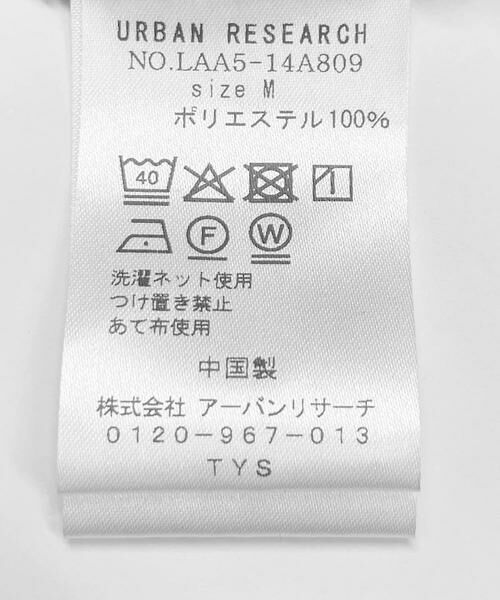 URBAN RESEARCH
NO.LAA5-14A809
size M
ポリエステル100%
40
F W
洗濯ネット使用
つけ置き禁止
あて布使用
中国製
株式会社 アーバンリサーチ
0120-967-013
TYS